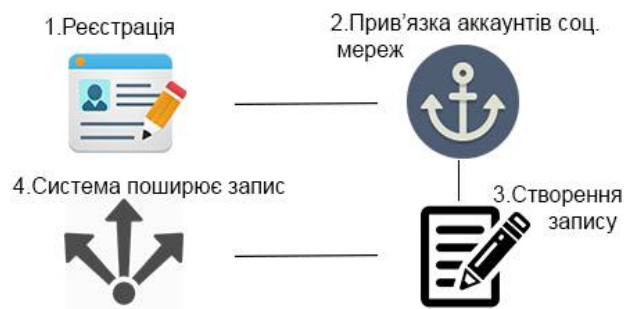 1.Реєстрація
2.Прив’язка аккаунтів соц.
мереж
4.Система поширює запис
3.Створення
запису